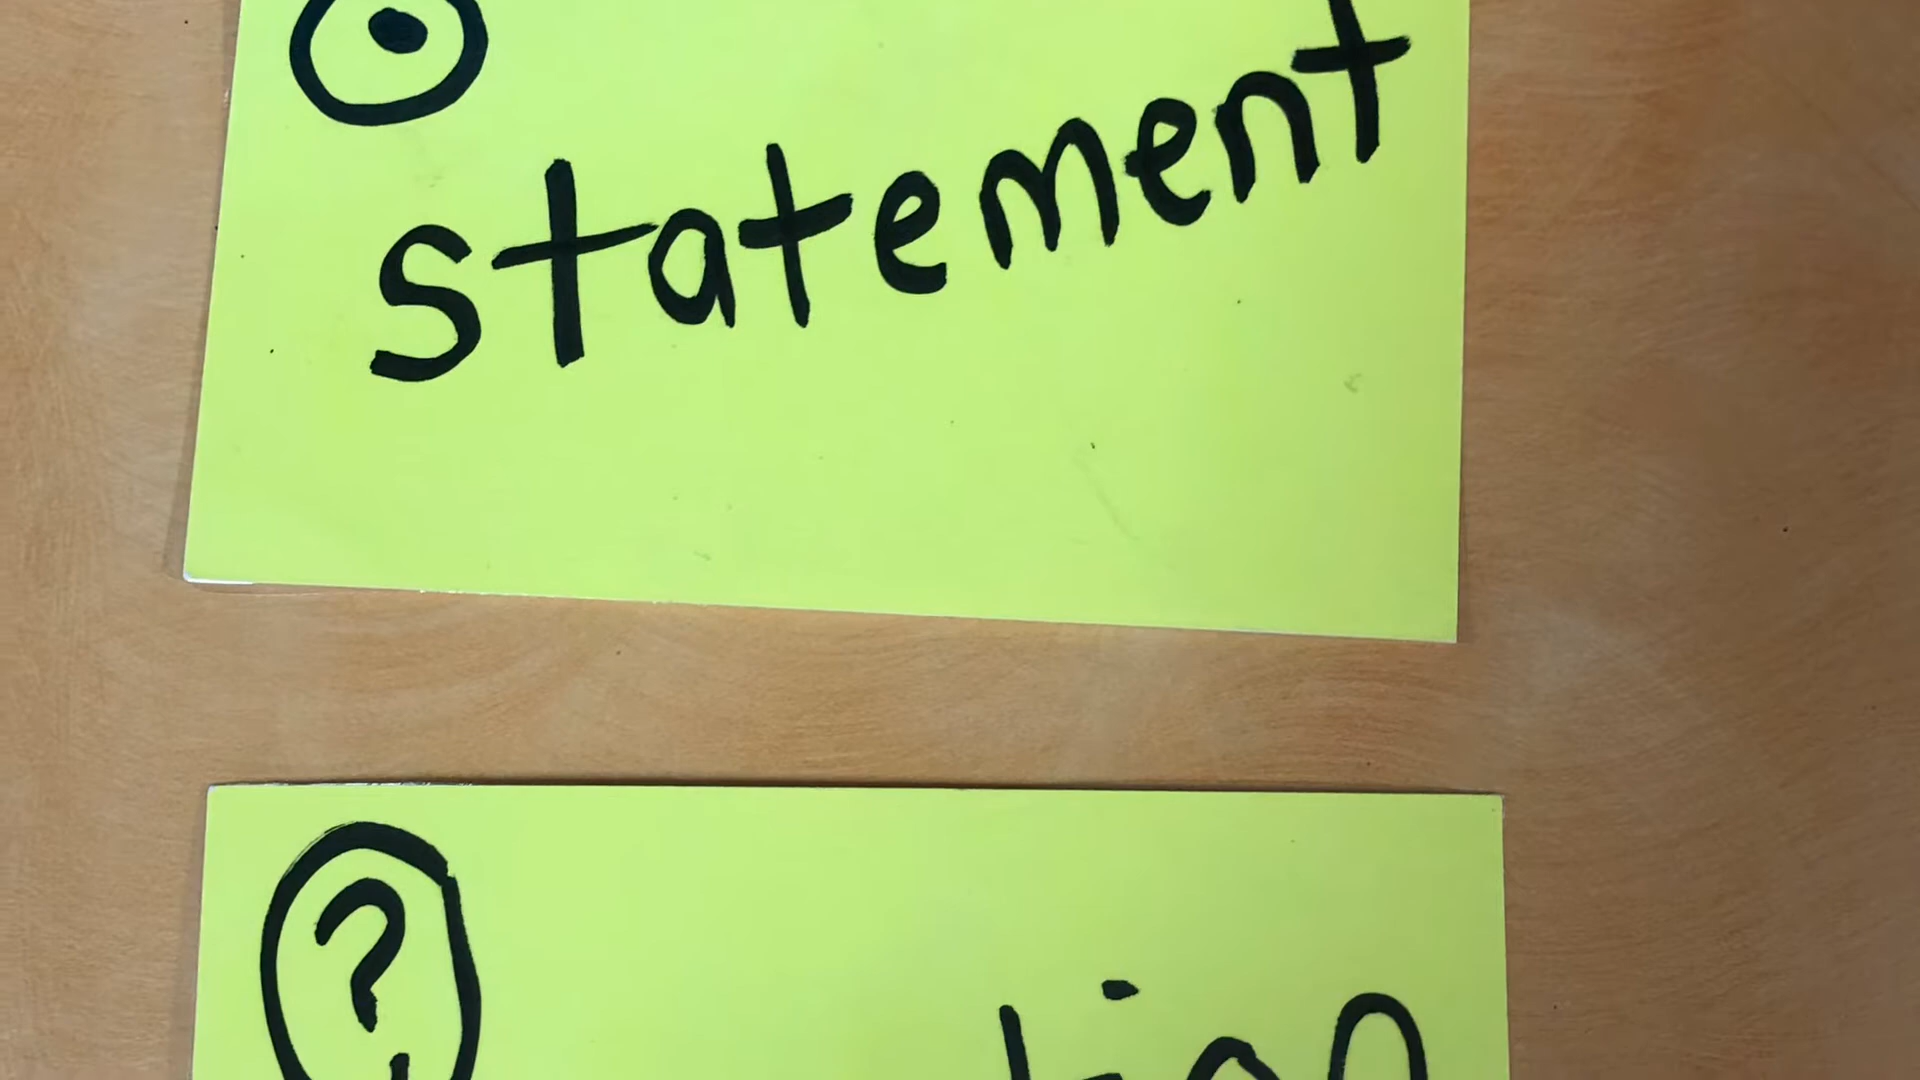 .
statement
?